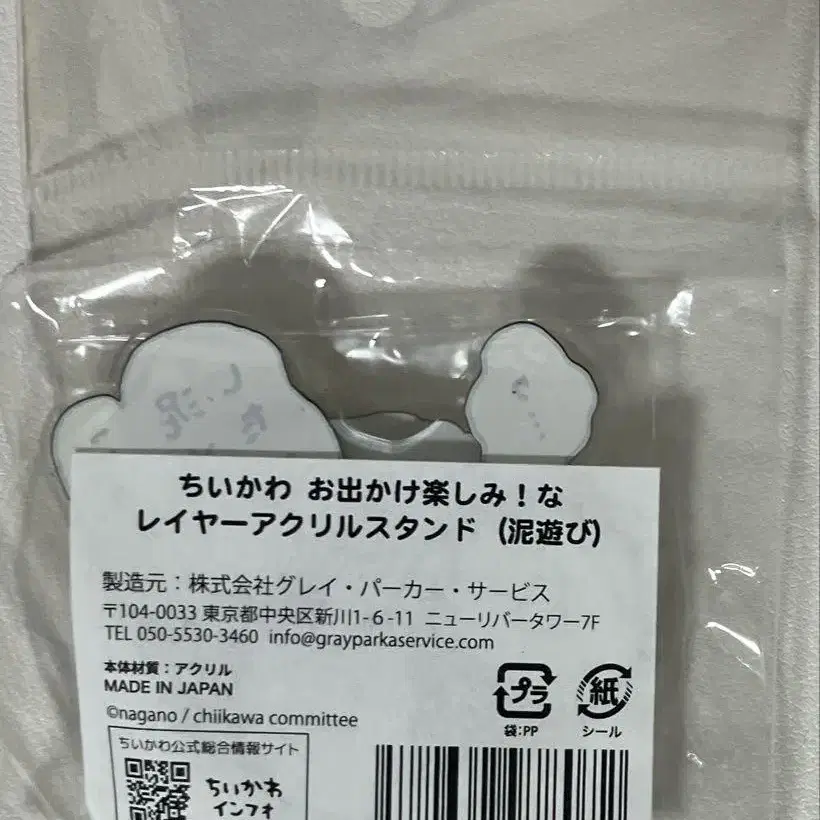 ちいかわ お出かけ楽しみ！な
レイヤーアクリルスタンド (泥遊び)
製造元：株式会社グレイ・パーカー・サービス
〒104-0033 東京都中央区新川1-6-11 ニューリバータワー7F
TEL 050-5530-3460 info@grayparkaservice.com
本体材質：アクリル
MADE IN JAPAN
©nagano / chiikawa committee
プラ
袋:PP
紙
シール
ちいかわ公式総合情報サイト
ちいかわ
インフォ